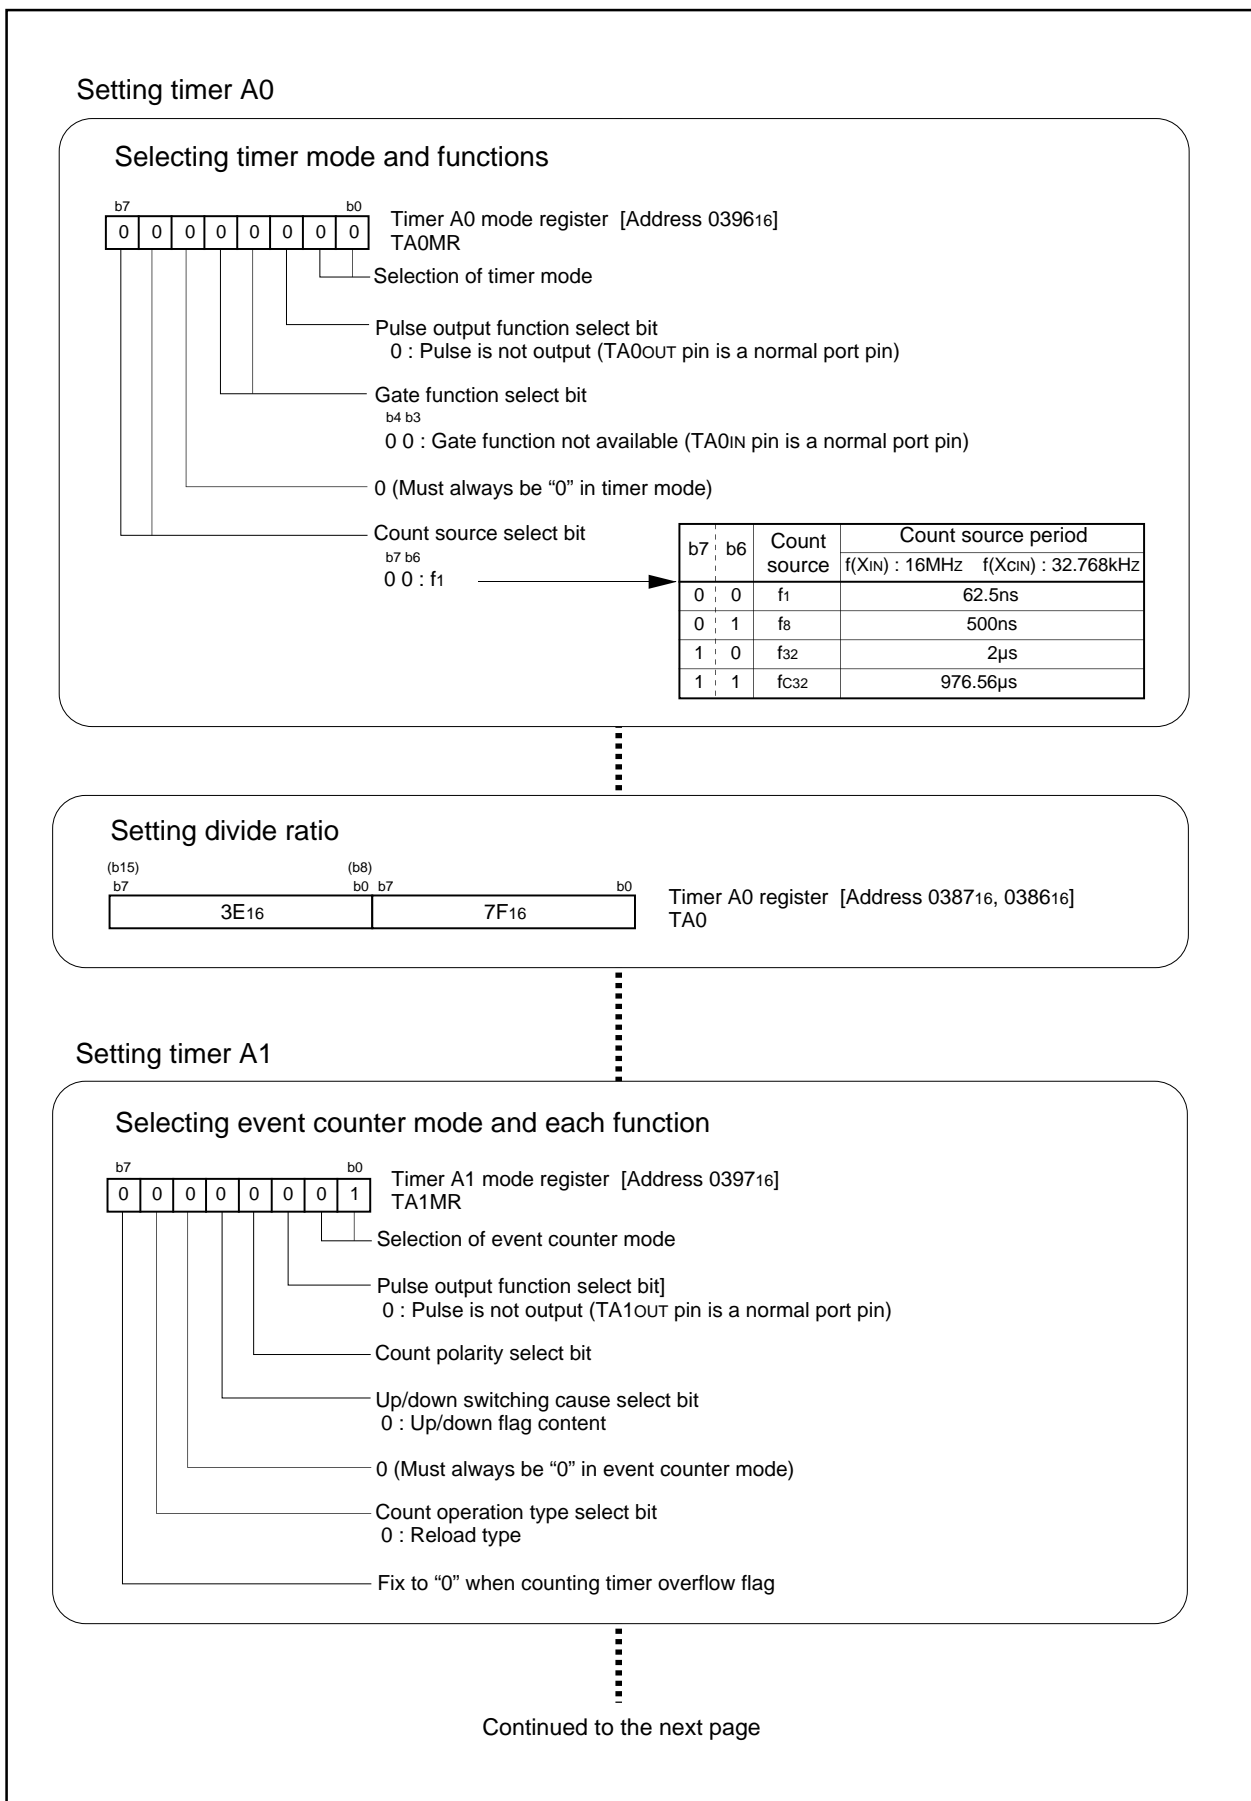 Setting timer A0
Selecting timer mode and functions
b7 b0
0 0 0 0 0 0 0 0
Timer A0 mode register [Address 039616]
TA0MR
Selection of timer mode
Pulse output function select bit
0 : Pulse is not output (TA0OUT pin is a normal port pin)
Gate function select bit
b4 b3
0 0 : Gate function not available (TA0IN pin is a normal port pin)
0 (Must always be “0” in timer mode)
Count source select bit
b7 b6
0 0 : f1
b7 b6 Count source Count source period
f(XIN) : 16MHZ f(XCIN) : 32.768kHZ
0 0 f1 62.5ns
0 1 f8 500ns
1 0 f32 2µs
1 1 fC32 976.56µs
Setting divide ratio
(b15) (b8)
b7 b0 b7 b0
3E16 7F16
Timer A0 register [Address 038716, 038616]
TA0
Setting timer A1
Selecting event counter mode and each function
b7 b0
0 0 0 0 0 0 0 1
Timer A1 mode register [Address 039716]
TA1MR
Selection of event counter mode
Pulse output function select bit]
0 : Pulse is not output (TA1OUT pin is a normal port pin)
Count polarity select bit
Up/down switching cause select bit
0 : Up/down flag content
0 (Must always be “0” in event counter mode)
Count operation type select bit
0 : Reload type
Fix to “0” when counting timer overflow flag
Continued to the next page